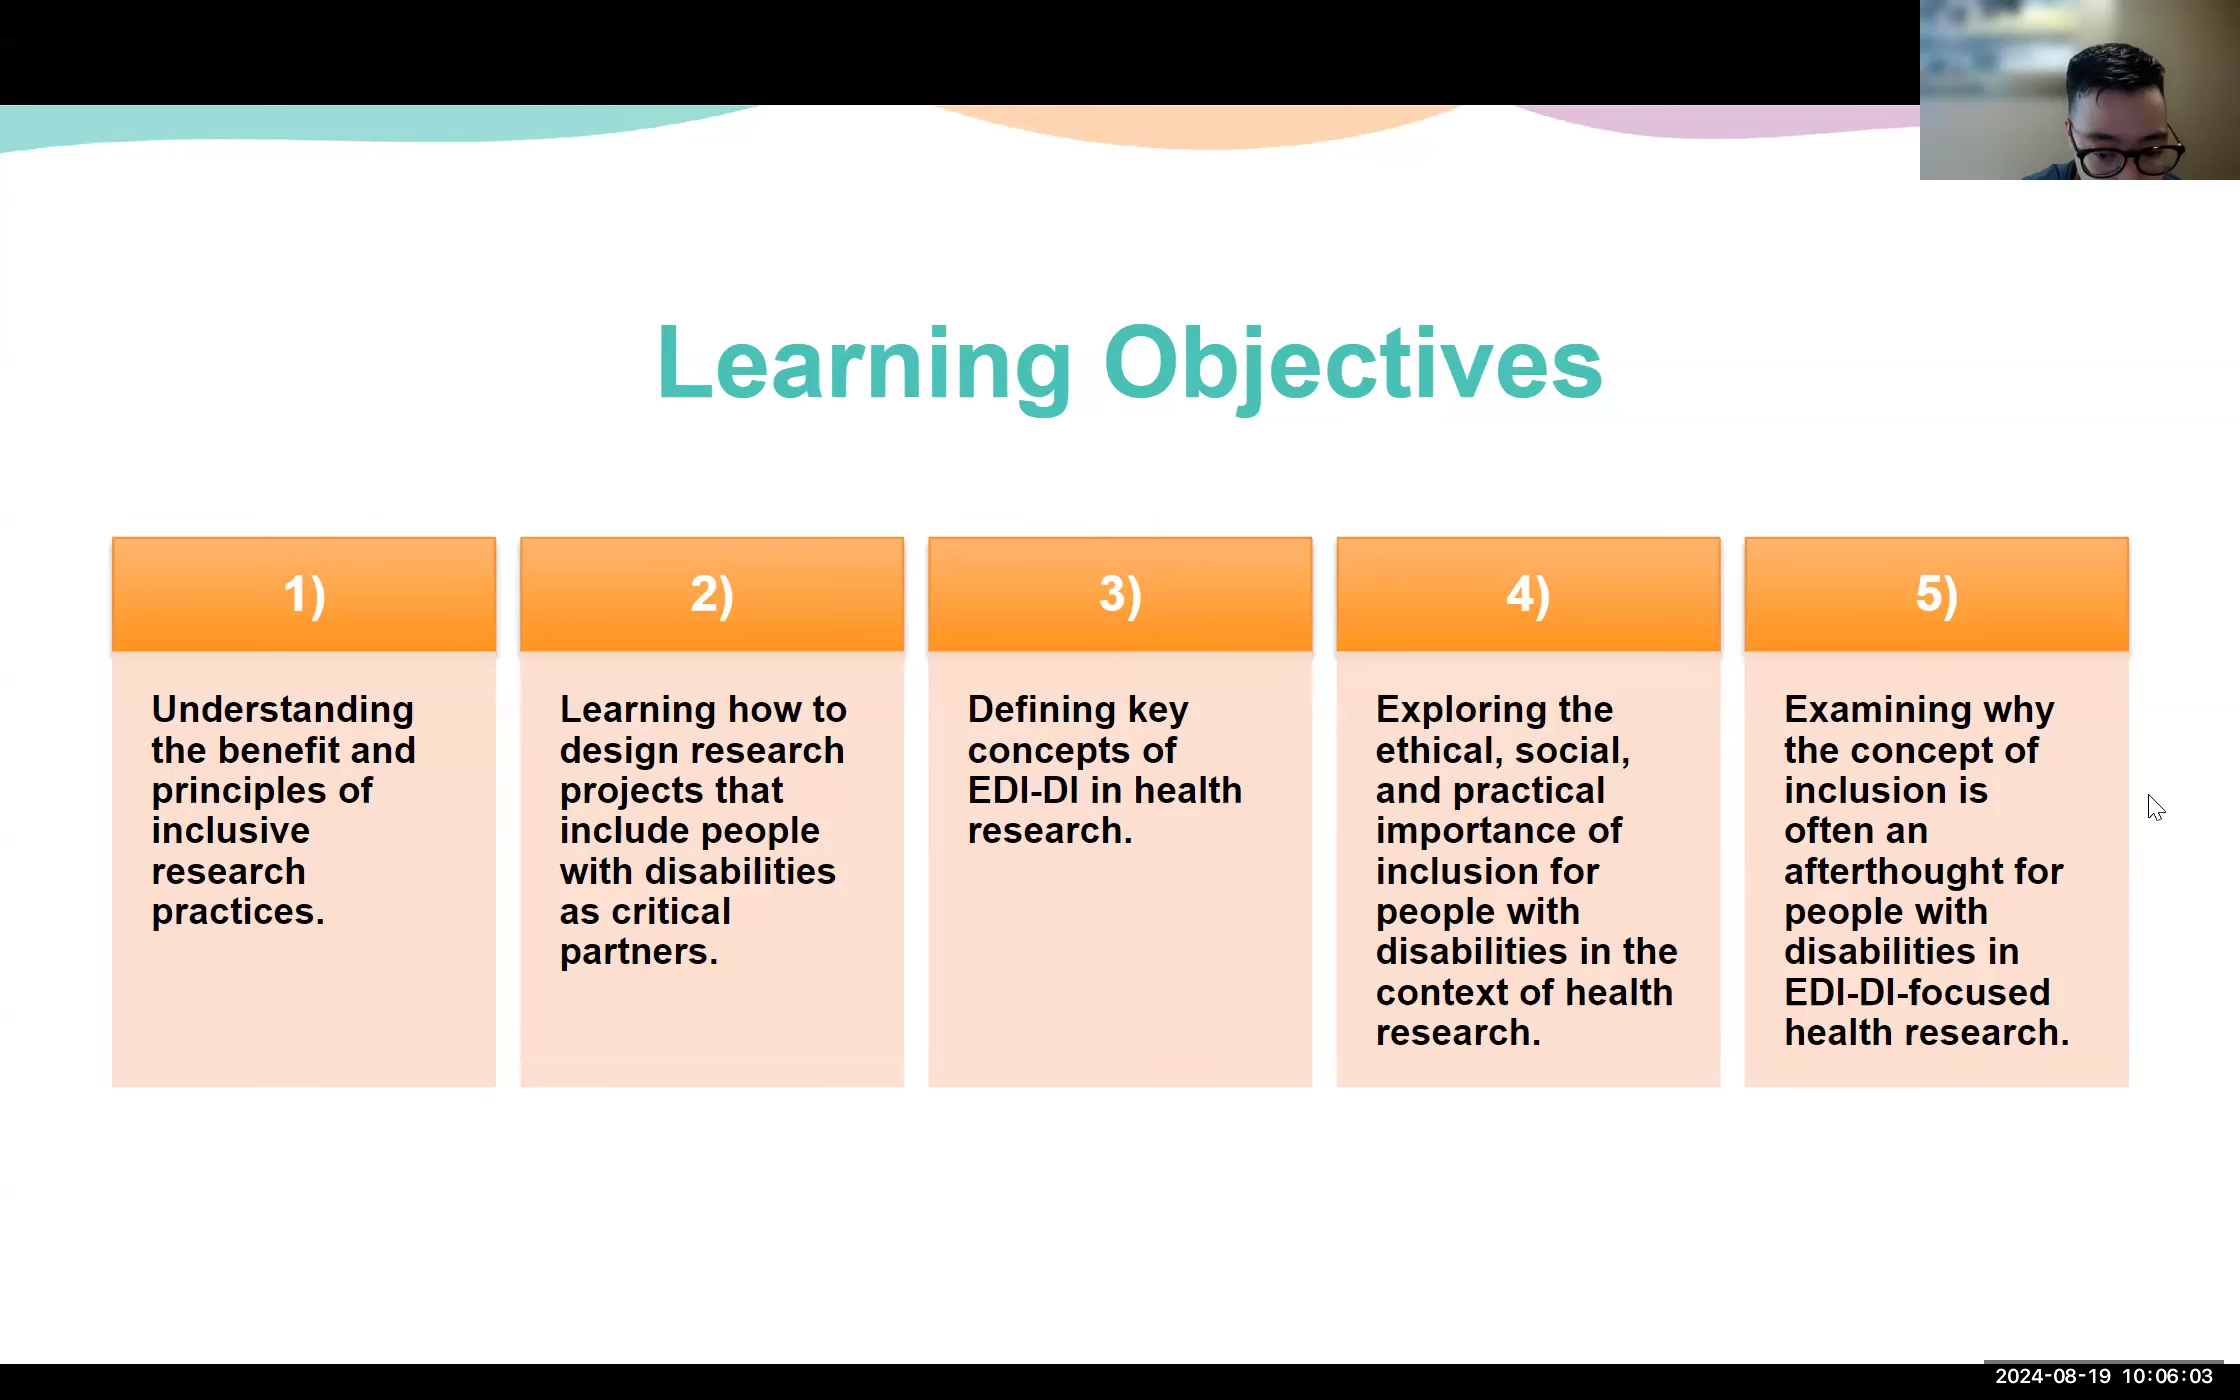 Learning Objectives
1)
Understanding
the benefit and
principles of
inclusive
research
practices.
2)
Learning how to
design research
projects that
include people
with disabilities
as critical
partners.
3)
Defining key
concepts of
EDI-DI in health
research.
4)
Exploring the
ethical, social,
and practical
importance of
inclusion for
people with
disabilities in the
context of health
research.
5)
Examining why
the concept of
inclusion is
often an
afterthought for
people with
disabilities in
EDI-DI-focused
health research.
2024-08-19 10:06:03